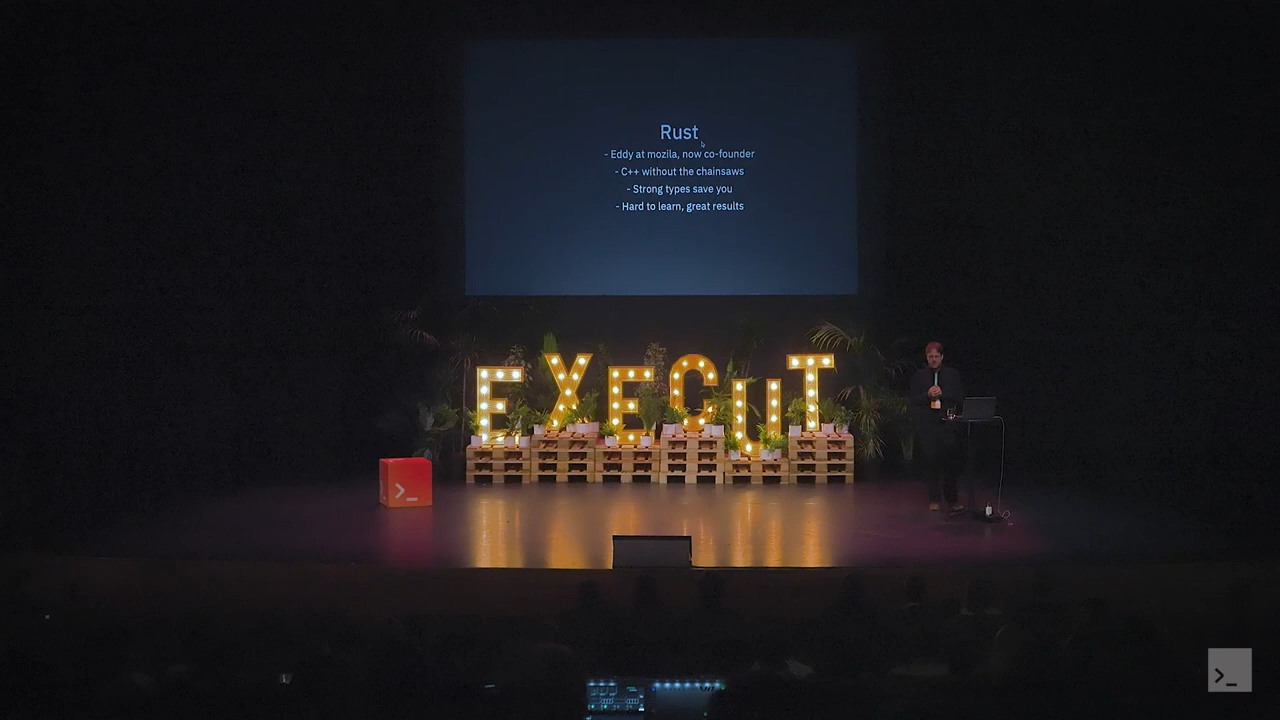 Rust
- Eddy at mozila, now co-founder
- C++ without the chainsaws
- Strong types save you
- Hard to learn, great results
EXECUT
>_
>_